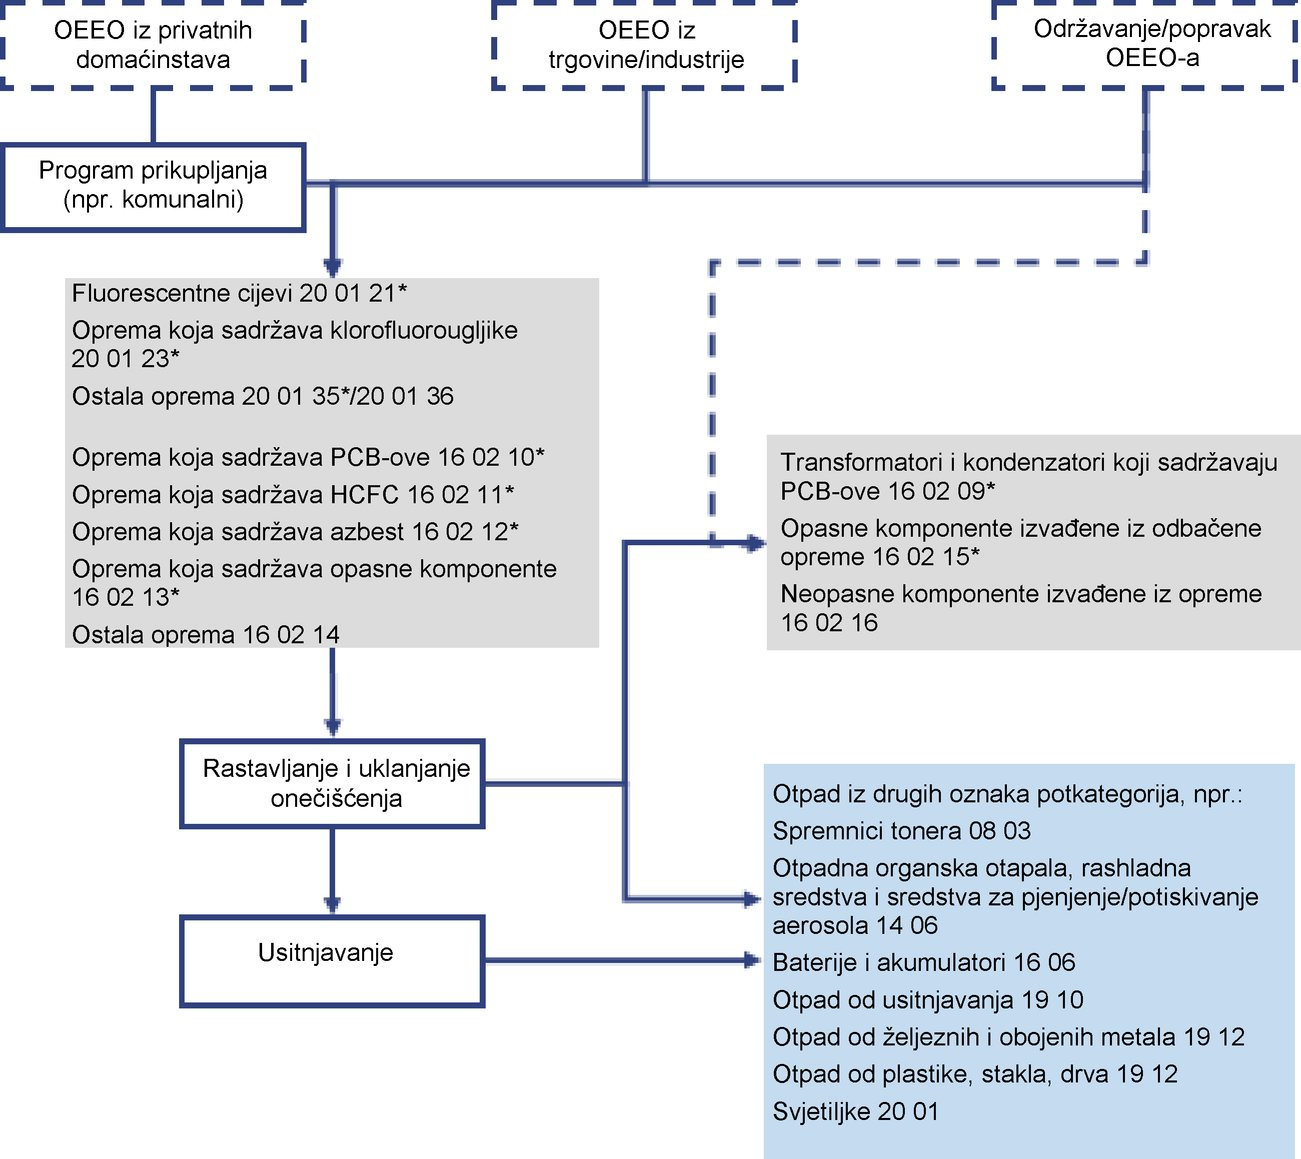 OEEO iz privatnih
domaćinstava
OEEO iz
trgovine/industrije
Održavanje/popravak
OEEO-a
Program prikupljanja
(npr. komunalni)
Fluorescentne cijevi 20 01 21*
Oprema koja sadržava klorofluorougljike
20 01 23*
Ostala oprema 20 01 35*/20 01 36
Oprema koja sadržava PCB-ove 16 02 10*
Oprema koja sadržava HCFC 16 02 11*
Oprema koja sadržava azbest 16 02 12*
Oprema koja sadržava opasne komponente
16 02 13*
Ostala oprema 16 02 14
Transformatori i kondenzatori koji sadržavaju
PCB-ove 16 02 09*
Opasne komponente izvađene iz odbačene
opreme 16 02 15*
Neopasne komponente izvađene iz opreme
16 02 16
Rastavljanje i uklanjanje
onečišćenja
Usitnjavanje
Otpad iz drugih oznaka potkategorija, npr.:
Spremnici tonera 08 03
Otpadna organska otapala, rashladna
sredstva i sredstva za pjenjenje/potiskivanje
aerosola 14 06
Baterije i akumulatori 16 06
Otpad od usitnjavanja 19 10
Otpad od željeznih i obojenih metala 19 12
Otpad od plastike, stakla, drva 19 12
Svjetiljke 20 01